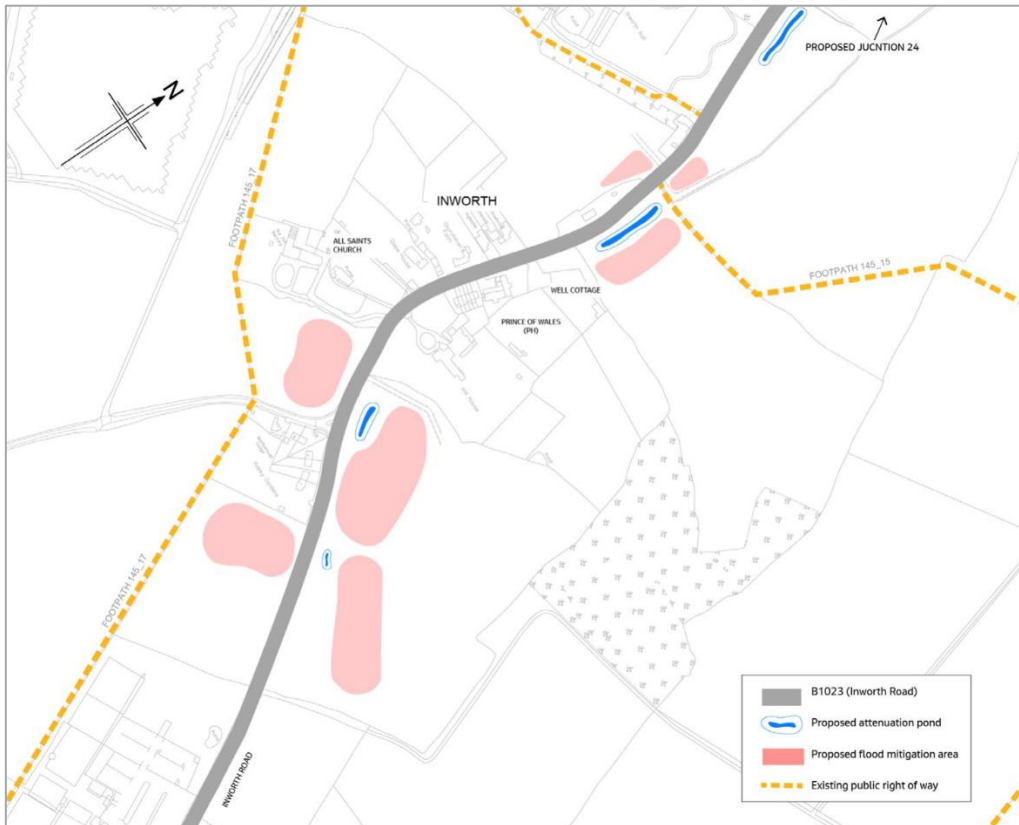 PROPOSED JUCNTION 24
N
INWORTH
FOOTPATH 145_17
ALL SAINTS
CHURCH
FOOTPATH 145_15
WELL COTTAGE
PRINCE OF WALES
(PH)
FOOTPATH 145_17
INWORTH ROAD
B1023 (Inworth Road)
Proposed attenuation pond
Proposed flood mitigation area
Existing public right of way